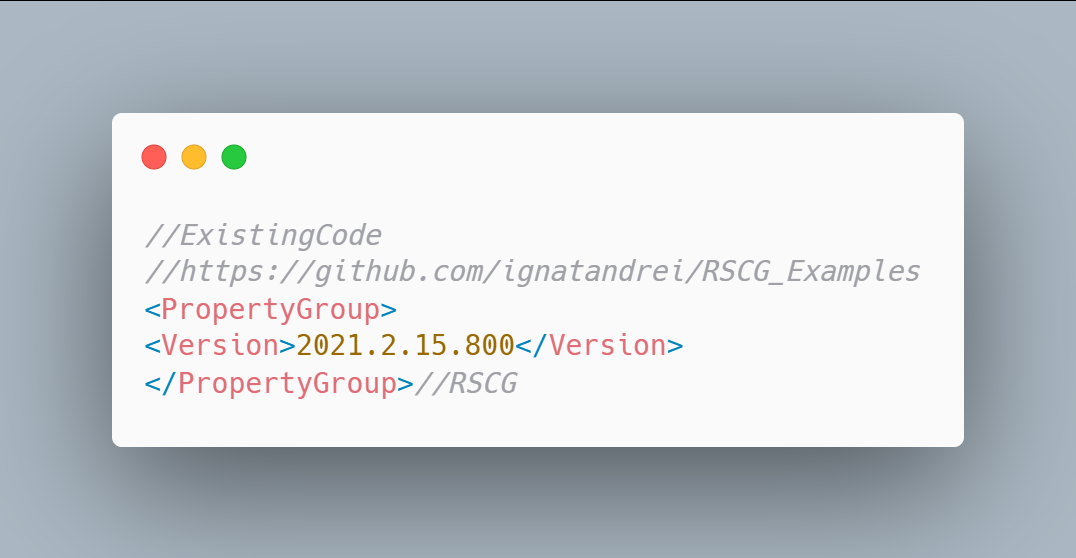 //ExistingCode
//https://github.com/ignatandrei/RSCG_Examples
<PropertyGroup>
<Version>2021.2.15.800</Version>
</PropertyGroup>//RSCG